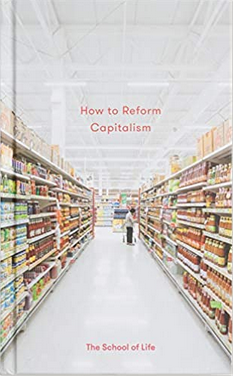 How to Reform
Capitalism
The School of Life